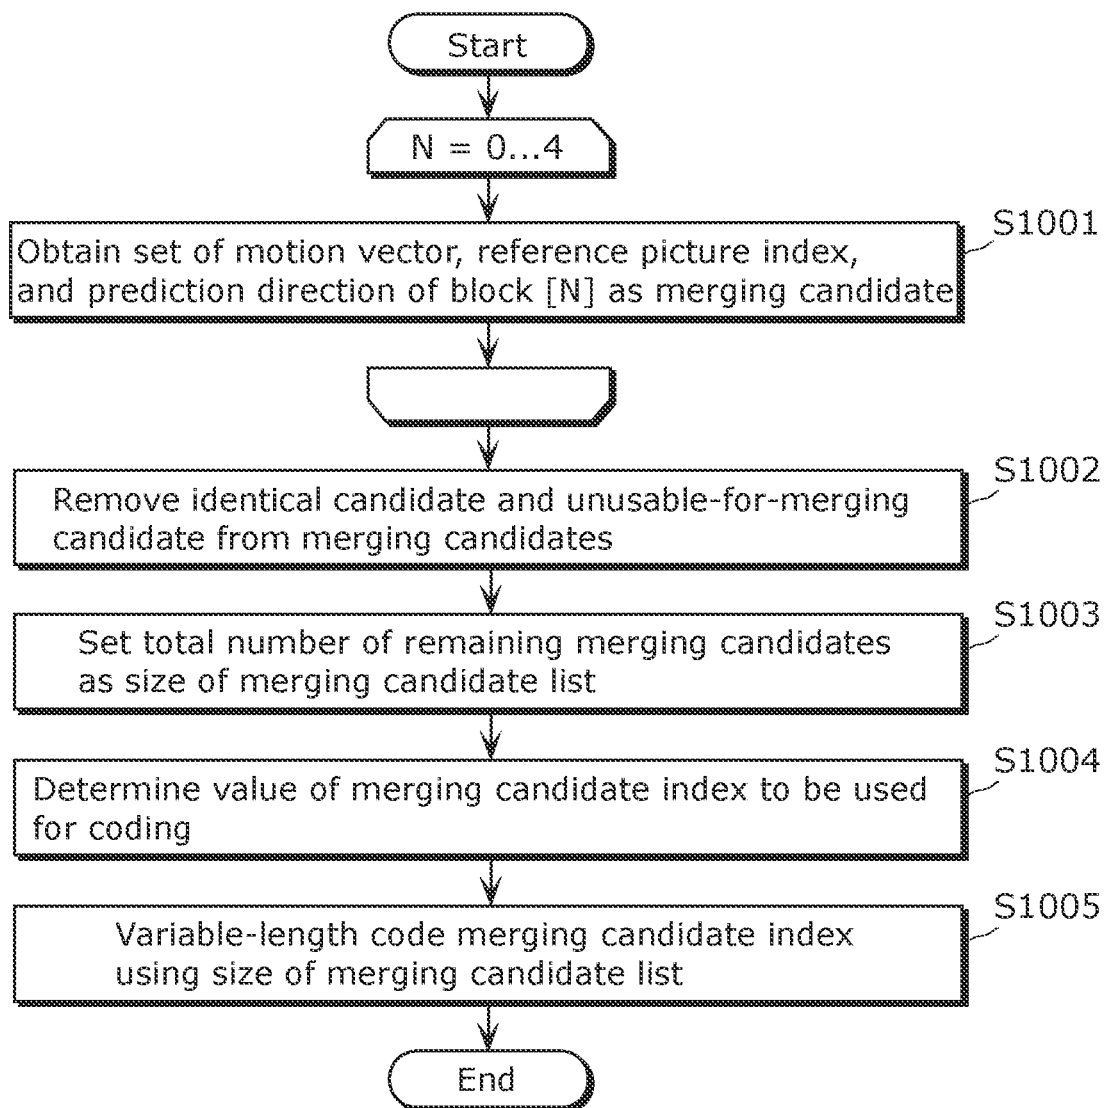 Start
N = 0...4
S1001
Obtain set of motion vector, reference picture index,
and prediction direction of block [N] as merging candidate
S1002
Remove identical candidate and unusable-for-merging
candidate from merging candidates
S1003
Set total number of remaining merging candidates
as size of merging candidate list
S1004
Determine value of merging candidate index to be used
for coding
S1005
Variable-length code merging candidate index
using size of merging candidate list
End